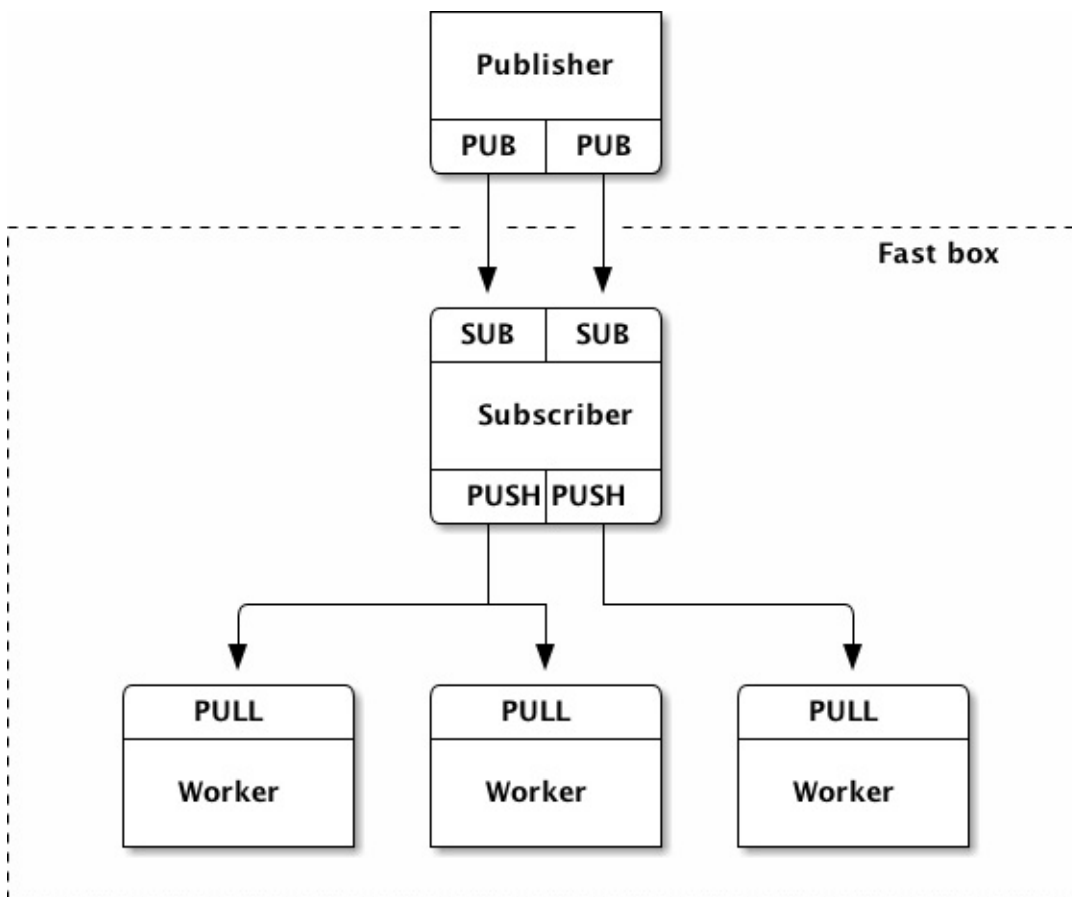 Publisher
PUB PUB
Fast box
SUB SUB
Subscriber
PUSH PUSH
PULL PULL PULL
Worker Worker Worker